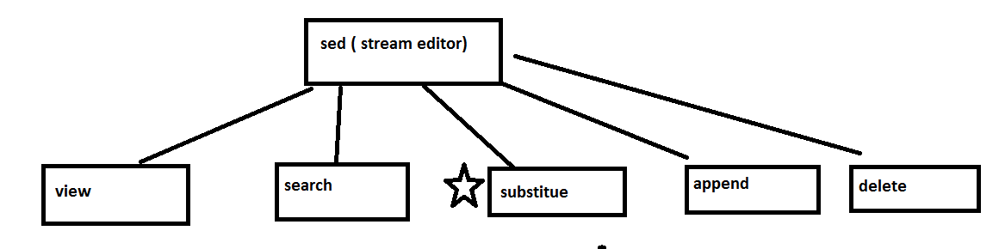 sed ( stream editor)
view
search
substitue
append
delete